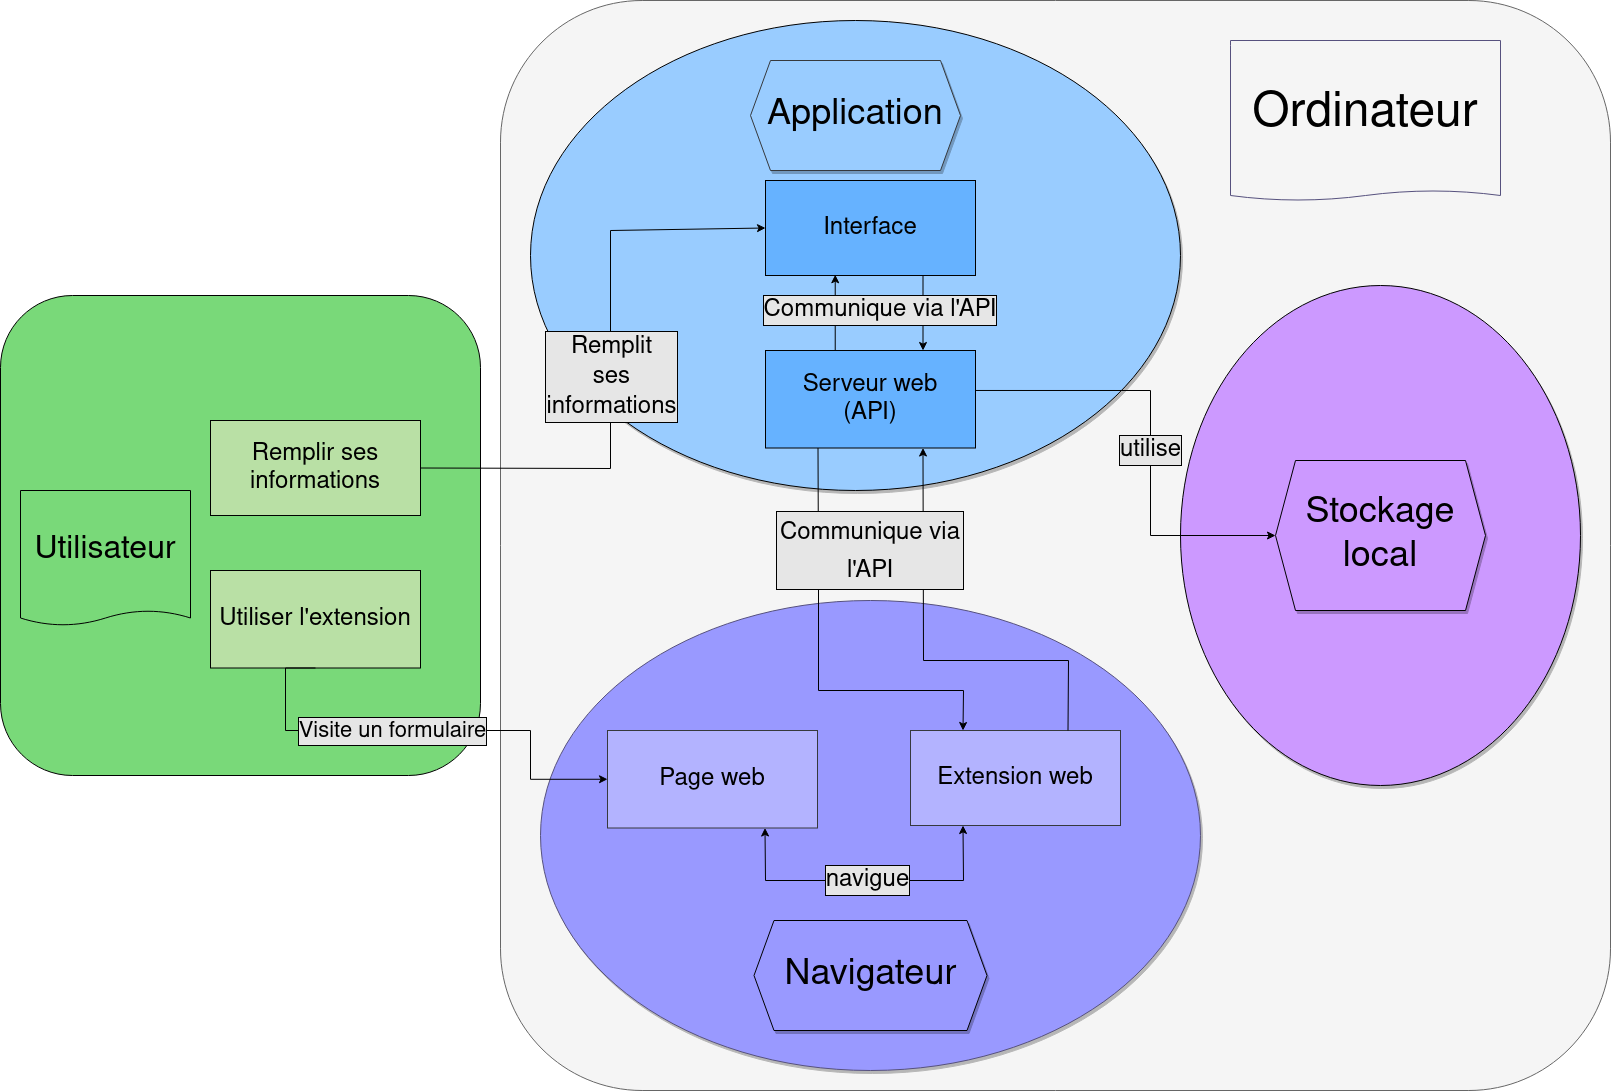 Application
Ordinateur
Interface
Communique via l'API
Remplit
ses
informations
Serveur web
(API)
utilise
Remplir ses
informations
Utilisateur
Utiliser l'extension
Stockage
local
Communique via
l'API
Visite un formulaire
Page web
Extension web
navigue
Navigateur